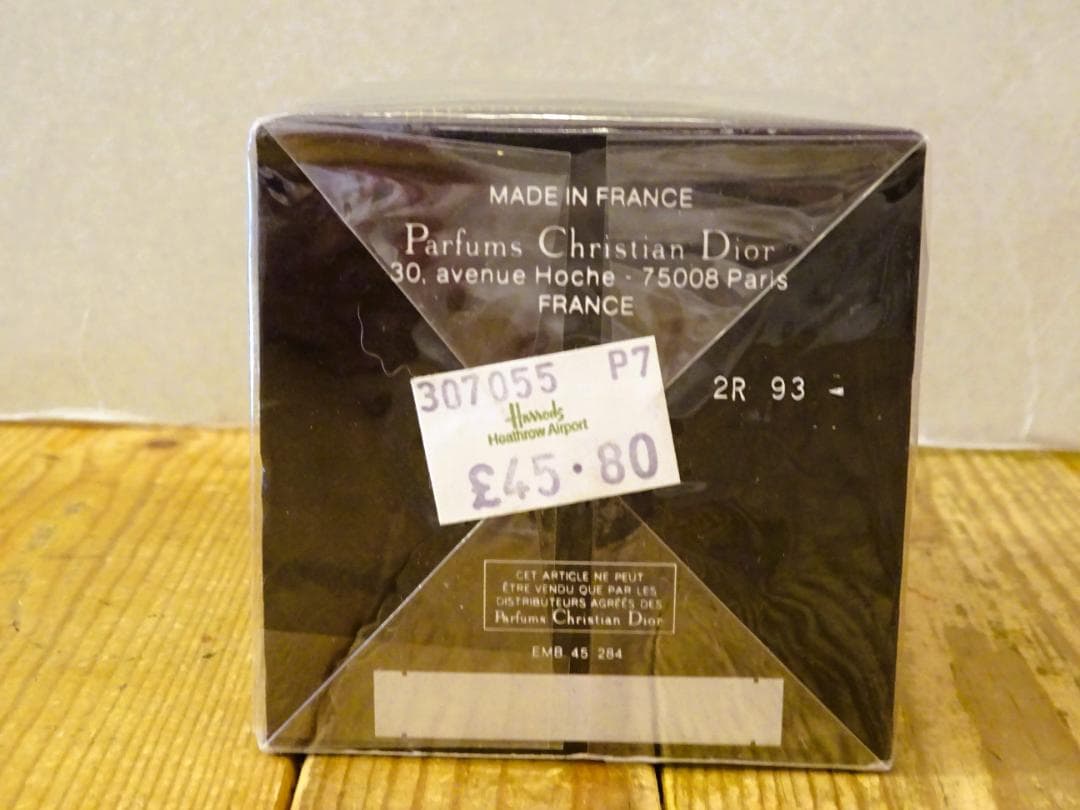 MADE IN FRANCE
Parfums Christian Dior
30, avenue Hoche - 75008 Paris
FRANCE
307055 P7
Harrods
Heathrow Airport
£45·80
2R 93
CET ARTICLE NE PEUT
ÊTRE VENDU QUE PAR LES
DISTRIBUTEURS AGRÉÉS DES
Parfums Christian Dior
EMB. 45 284